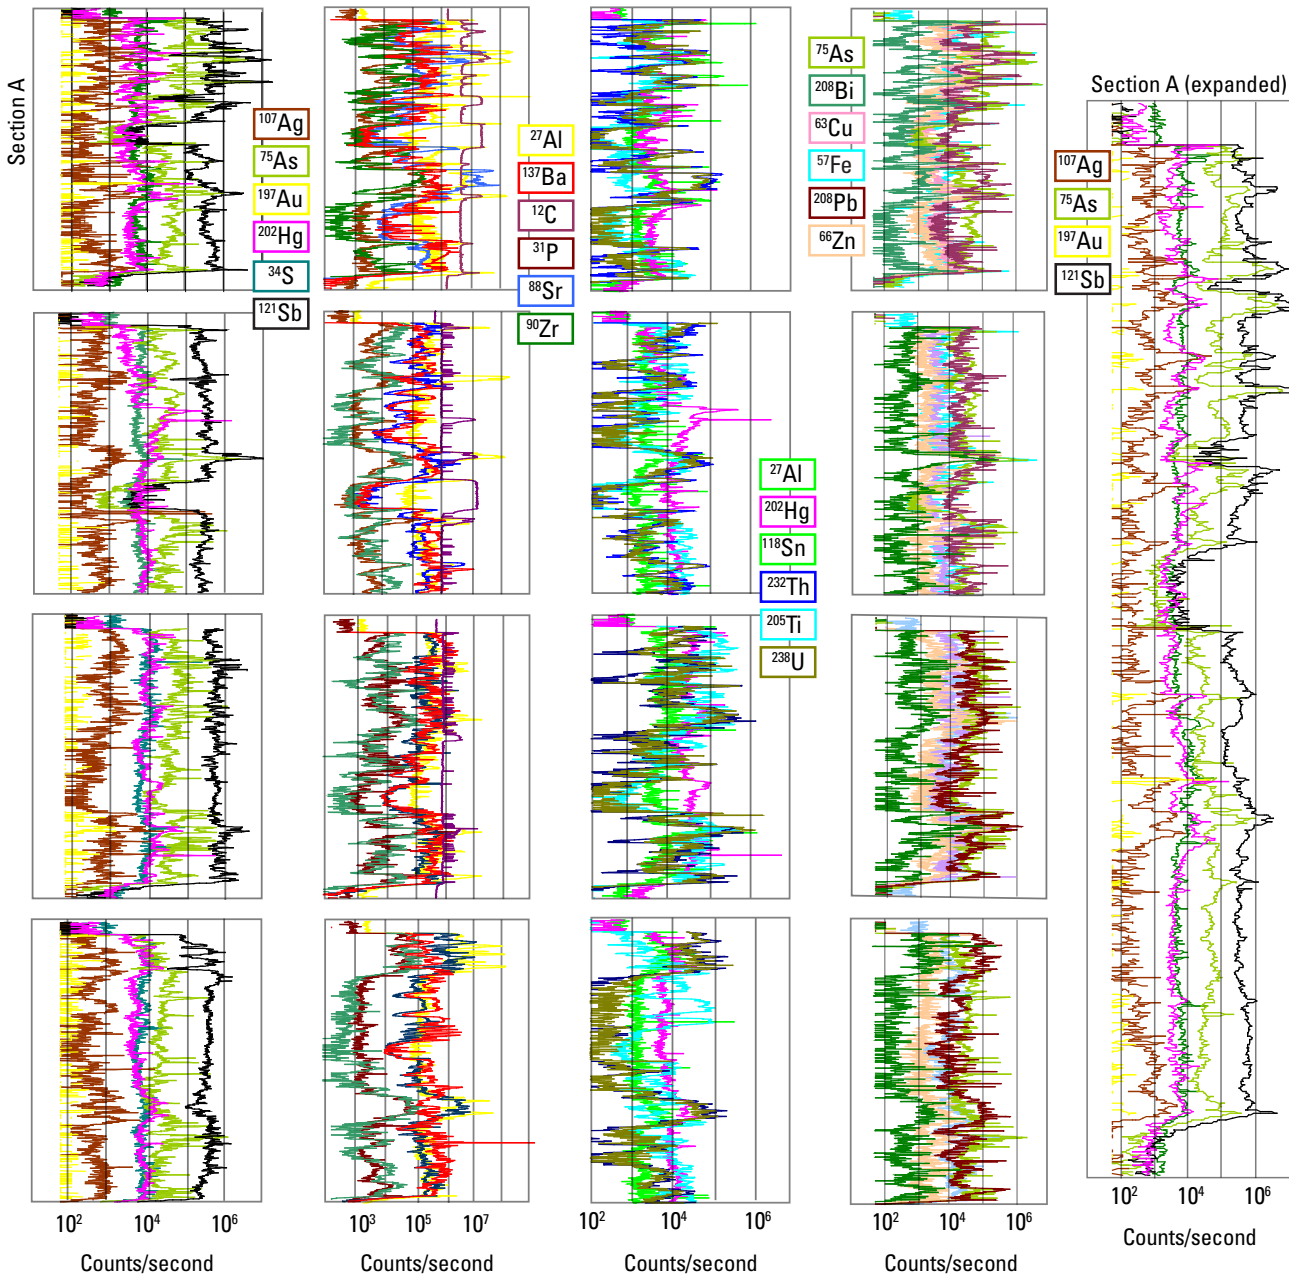 Section A
¹⁰⁷Ag
⁷⁵As
¹⁹⁷Au
²⁰²Hg
³⁴S
¹²¹Sb
²⁷Al
¹³⁷Ba
¹²C
³¹P
⁸⁸Sr
⁹⁰Zr
²⁷Al
²⁰²Hg
¹¹⁸Sn
²³²Th
²⁰⁵Ti
²³⁸U
⁷⁵As
²⁰⁸Bi
⁶³Cu
⁵⁷Fe
²⁰⁸Pb
⁶⁶Zn
Section A (expanded)
¹⁰⁷Ag
⁷⁵As
¹⁹⁷Au
¹²¹Sb
10² 10⁴ 10⁶
Counts/second
10³ 10⁵ 10⁷
Counts/second
10² 10⁴ 10⁶
Counts/second
10² 10⁴ 10⁶
Counts/second
10² 10⁴ 10⁶
Counts/second